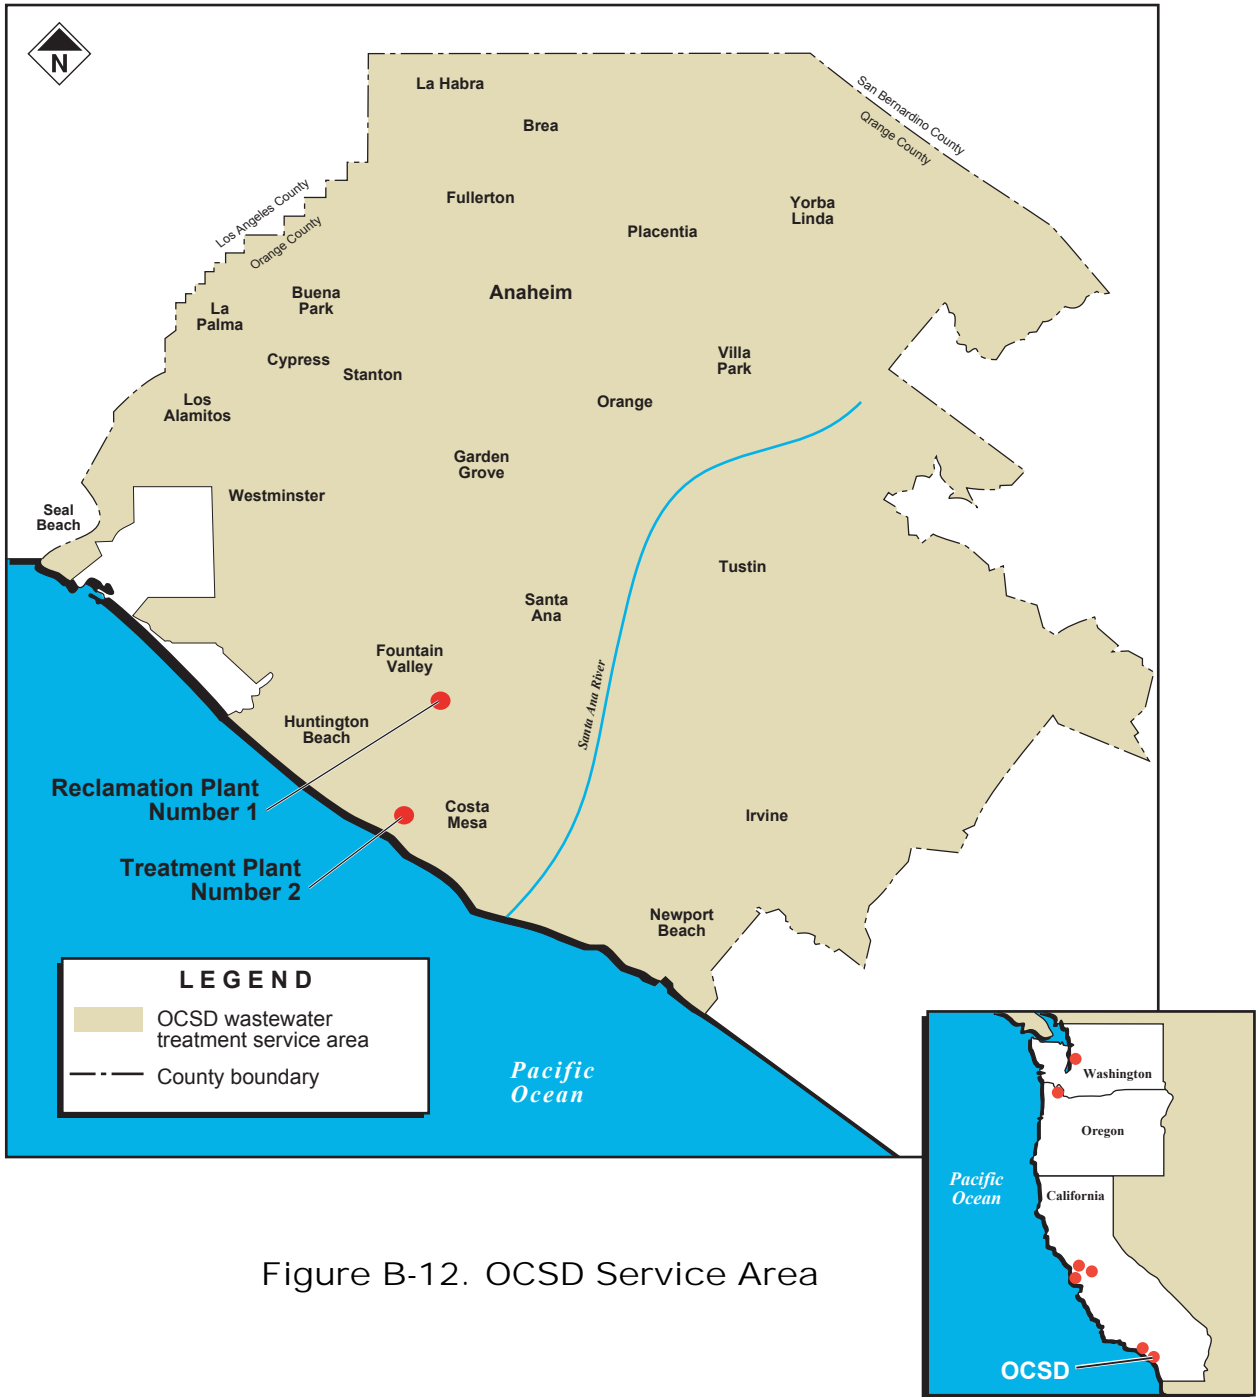 N
La Habra
Brea
San Bernardino County
Qrange County
Fullerton
Yorba
Linda
Placentia
Los Angeles County
Orange County
Buena
Park
Anaheim
La
Palma
Cypress
Stanton
Villa
Park
Los
Alamitos
Orange
Garden
Grove
Westminster
Seal
Beach
Tustin
Santa
Ana
Fountain
Valley
Santa Ana River
Huntington
Beach
Reclamation Plant
Number 1
Costa
Mesa
Irvine
Treatment Plant
Number 2
Newport
Beach
LEGEND
OCSD wastewater
treatment service area
County boundary
Pacific
Ocean
Washington
Oregon
Pacific
Ocean
California
OCSD
Figure B-12. OCSD Service Area